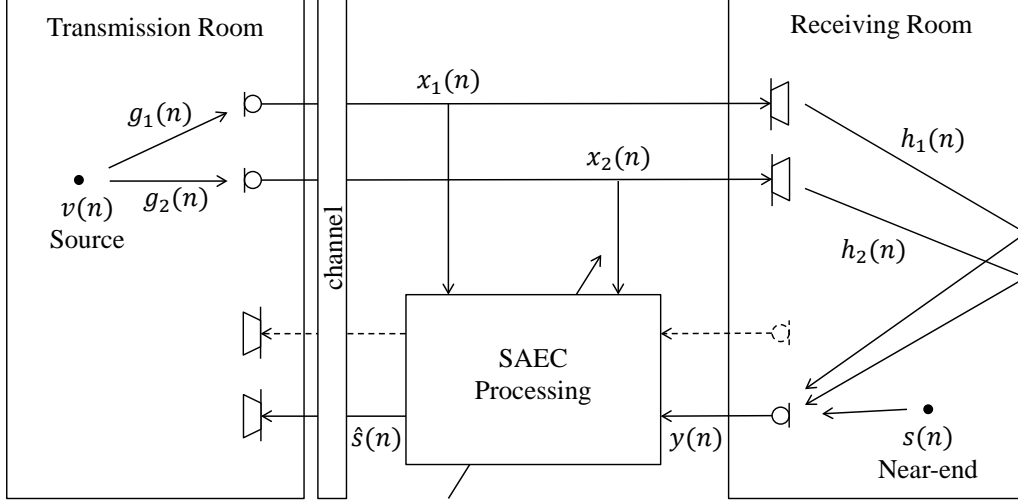 Transmission Room
Receiving Room
x₁(n)
g₁(n)
h₁(n)
x₂(n)
g₂(n)
v(n)
Source
channel
h₂(n)
SAEC
Processing
ŝ(n)
y(n)
s(n)
Near-end